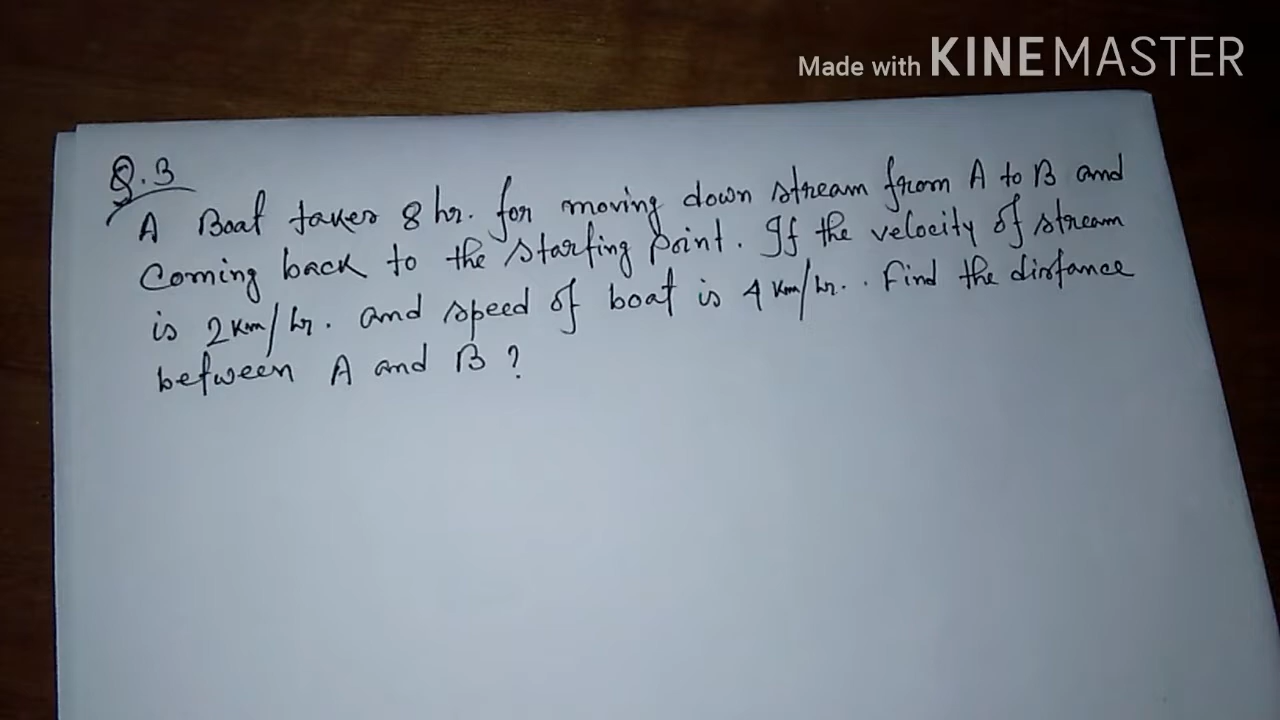 Made with KINEMASTER
Q.3
A Boat takes 8 hr. for moving down stream from A to B and
Coming back to the starting point. If the velocity of stream
is 2 km/hr. and speed of boat is 4 km/hr. . Find the distance
between A and B ?